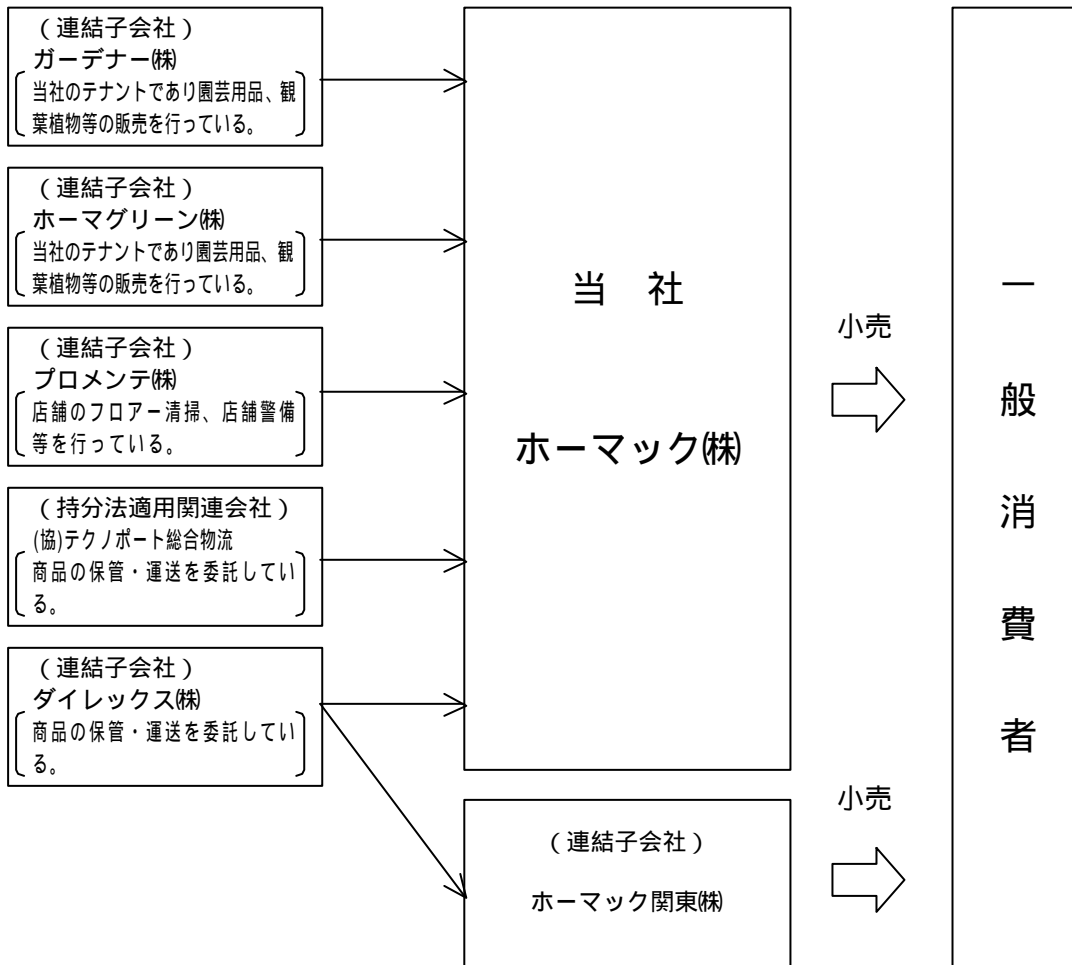 (連結子会社)
ガーデナー㈱
当社のテナントであり園芸用品、観
葉植物等の販売を行っている。
(連結子会社)
ホーマグリーン㈱
当社のテナントであり園芸用品、観
葉植物等の販売を行っている。
(連結子会社)
プロメンテ㈱
店舗のフロアー清掃、店舗警備
等を行っている。
(持分法適用関連会社)
(協)テクノポート総合物流
商品の保管・運送を委託してい
る。
(連結子会社)
ダイレックス㈱
商品の保管・運送を委託してい
る。
当 社
ホーマック㈱
(連結子会社)
ホーマック関東㈱
小売
小売
一般消費者